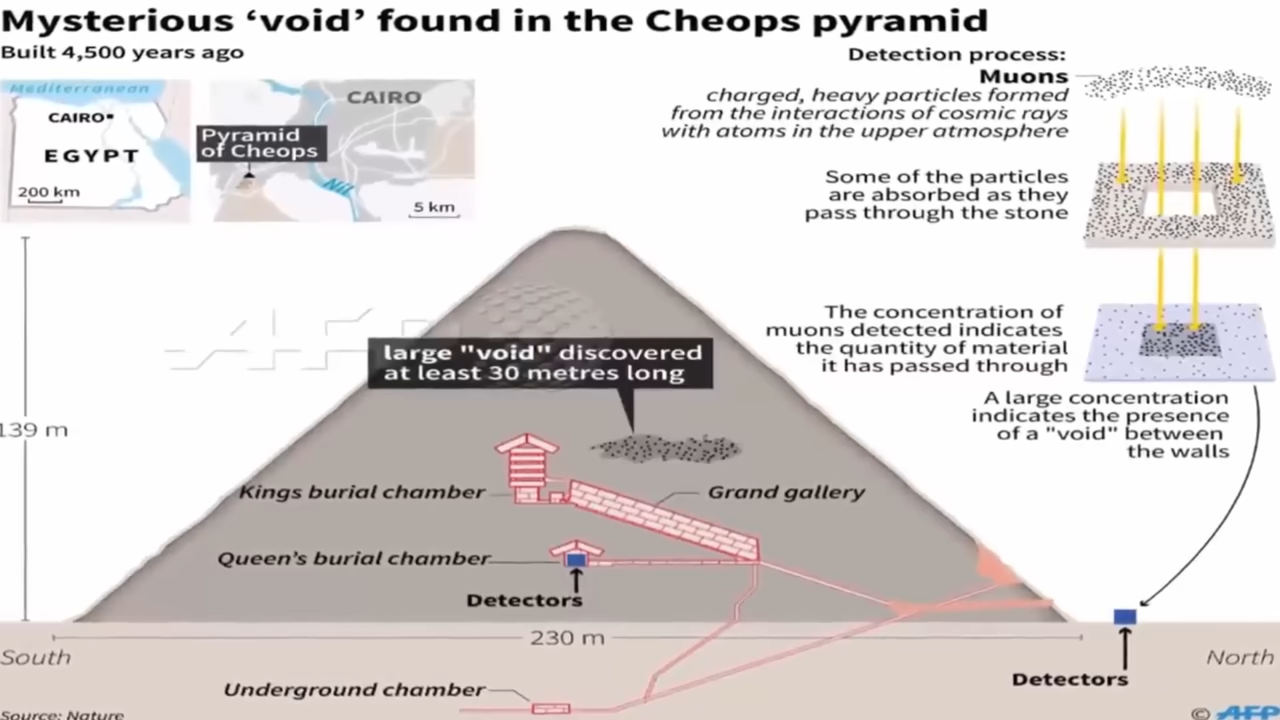 Mysterious ‘void’ found in the Cheops pyramid
Built 4,500 years ago
Mediterranean
CAIRO
EGYPT
200 km
CAIRO
Pyramid
of Cheops
Nil
5 km
Detection process:
Muons
charged, heavy particles formed
from the interactions of cosmic rays
with atoms in the upper atmosphere
Some of the particles
are absorbed as they
pass through the stone
The concentration of
muons detected indicates
the quantity of material
it has passed through
A large concentration
indicates the presence
of a "void" between
the walls
AFP
large "void" discovered
at least 30 metres long
139 m
Kings burial chamber
Grand gallery
Queen’s burial chamber
Detectors
230 m
South
North
Detectors
Underground chamber
Source: Nature
© AFP